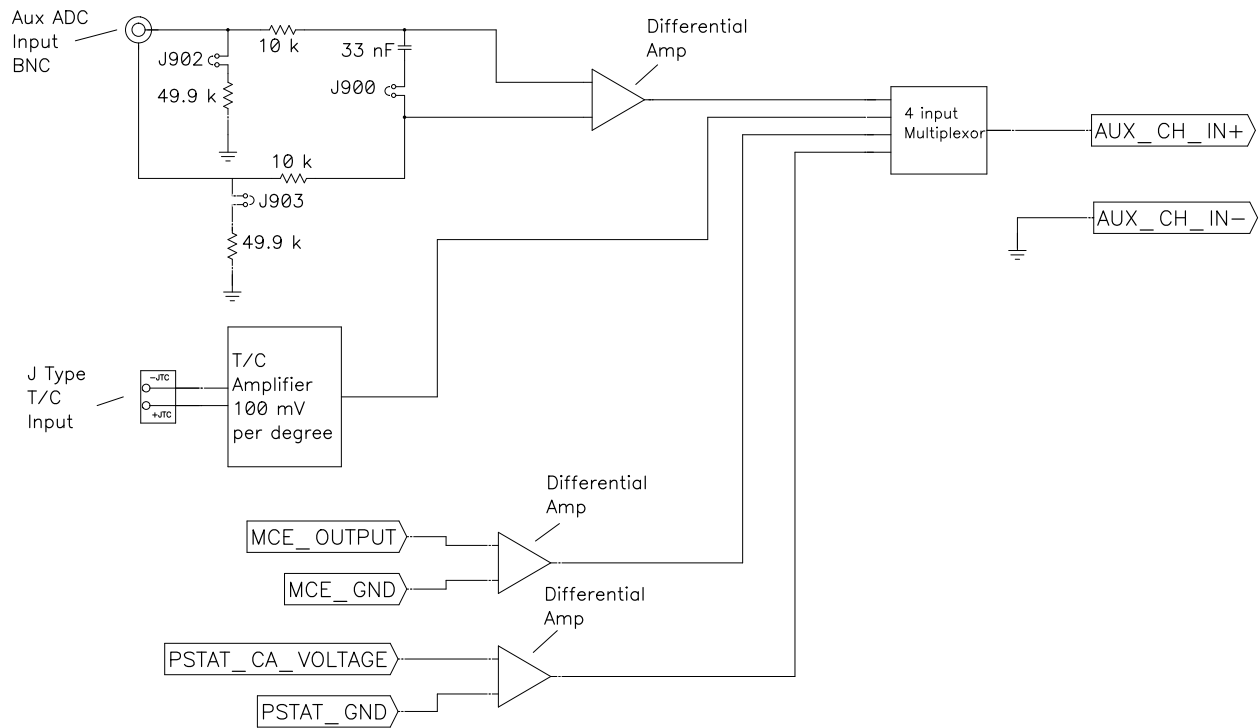 Aux ADC
Input
BNC
10 k
J902
49.9 k
33 nF
J900
Differential
Amp
4 input
Multiplexor
AUX_CH_IN+
10 k
J903
49.9 k
AUX_CH_IN-
J Type
T/C
Input
-JTC
+JTC
T/C
Amplifier
100 mV
per degree
Differential
Amp
MCE_OUTPUT
MCE_GND
Differential
Amp
PSTAT_CA_VOLTAGE
PSTAT_GND